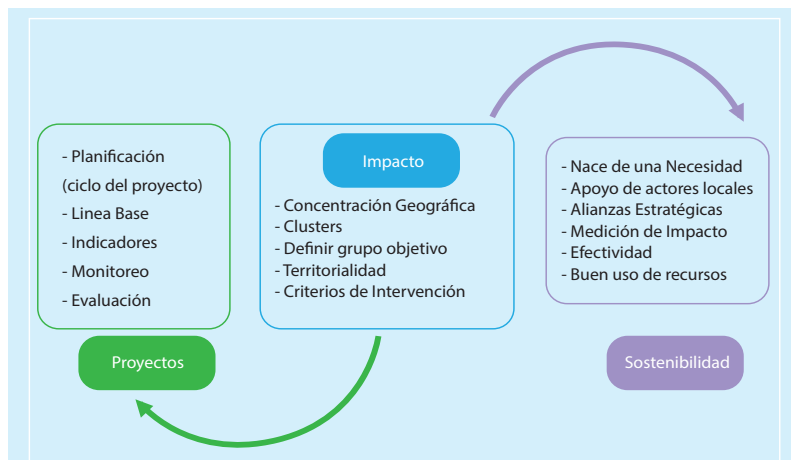 - Planificación
(ciclo del proyecto)
- Linea Base
- Indicadores
- Monitoreo
- Evaluación
Proyectos
Impacto
- Concentración Geográfica
- Clusters
- Definir grupo objetivo
- Territorialidad
- Criterios de Intervención
- Nace de una Necesidad
- Apoyo de actores locales
- Alianzas Estratégicas
- Medición de Impacto
- Efectividad
- Buen uso de recursos
Sostenibilidad